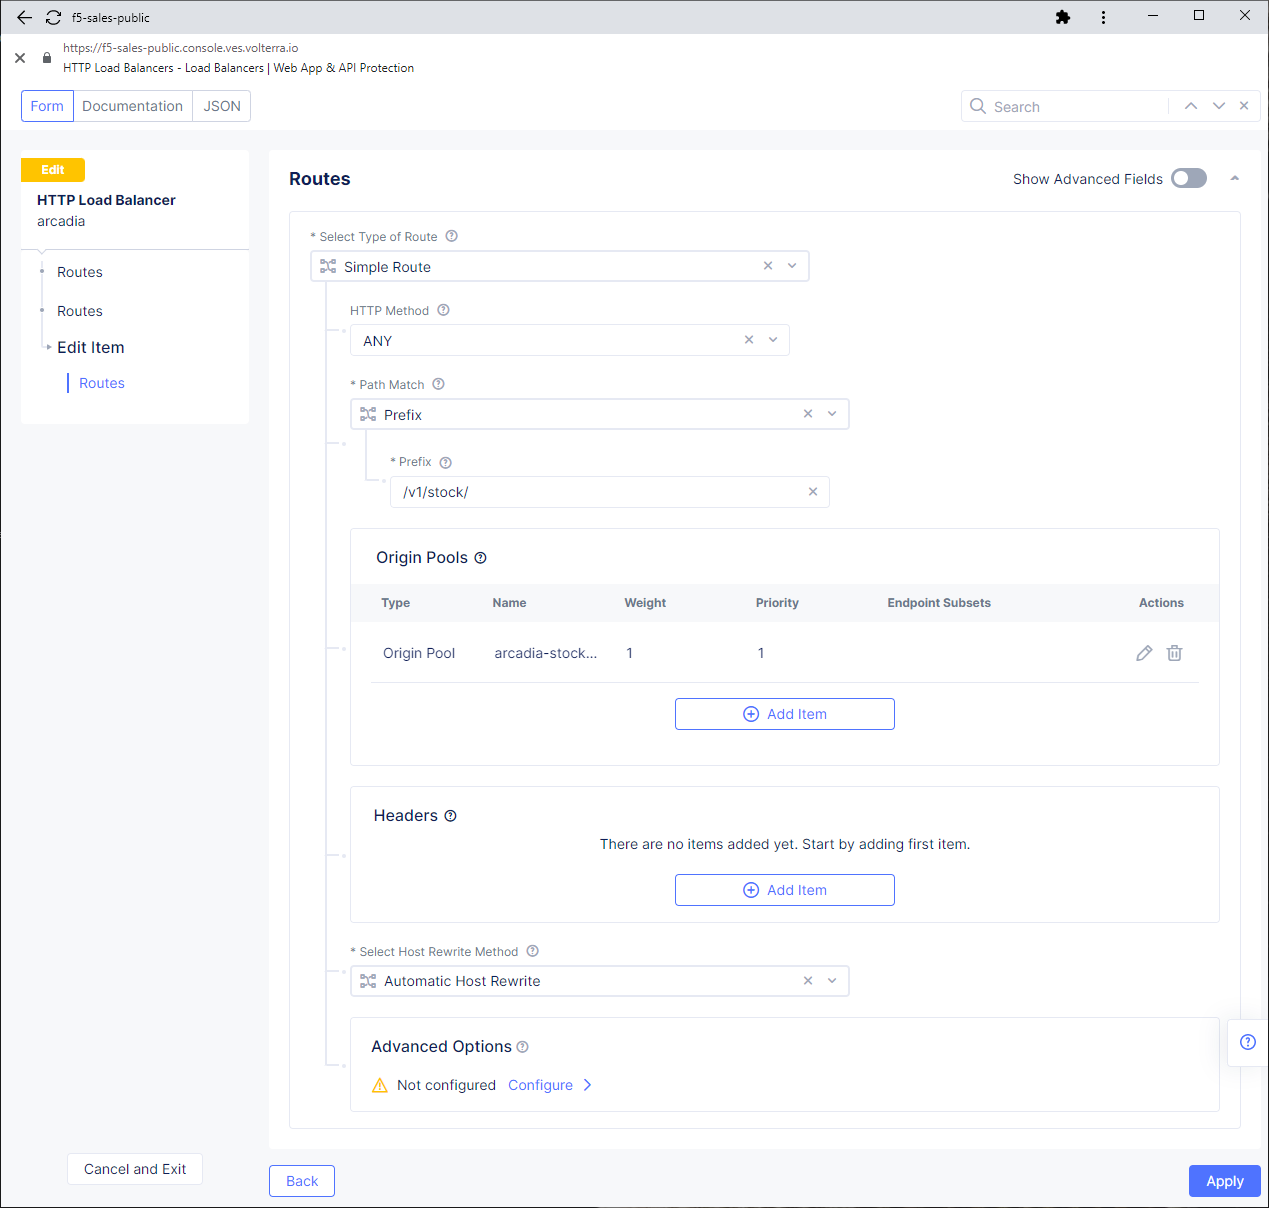 f5-sales-public
https://f5-sales-public.console.ves.volterra.io
HTTP Load Balancers - Load Balancers | Web App & API Protection
Form Documentation JSON
Search
Edit
HTTP Load Balancer
arcadia
Routes
Routes
Edit Item
Routes
Routes
Show Advanced Fields
* Select Type of Route
Simple Route
HTTP Method
ANY
* Path Match
Prefix
* Prefix
/v1/stock/
Origin Pools
Type Name Weight Priority Endpoint Subsets Actions
Origin Pool arcadia-stock... 1 1
Add Item
Headers
There are no items added yet. Start by adding first item.
Add Item
* Select Host Rewrite Method
Automatic Host Rewrite
Advanced Options
Not configured Configure
Cancel and Exit
Back
Apply